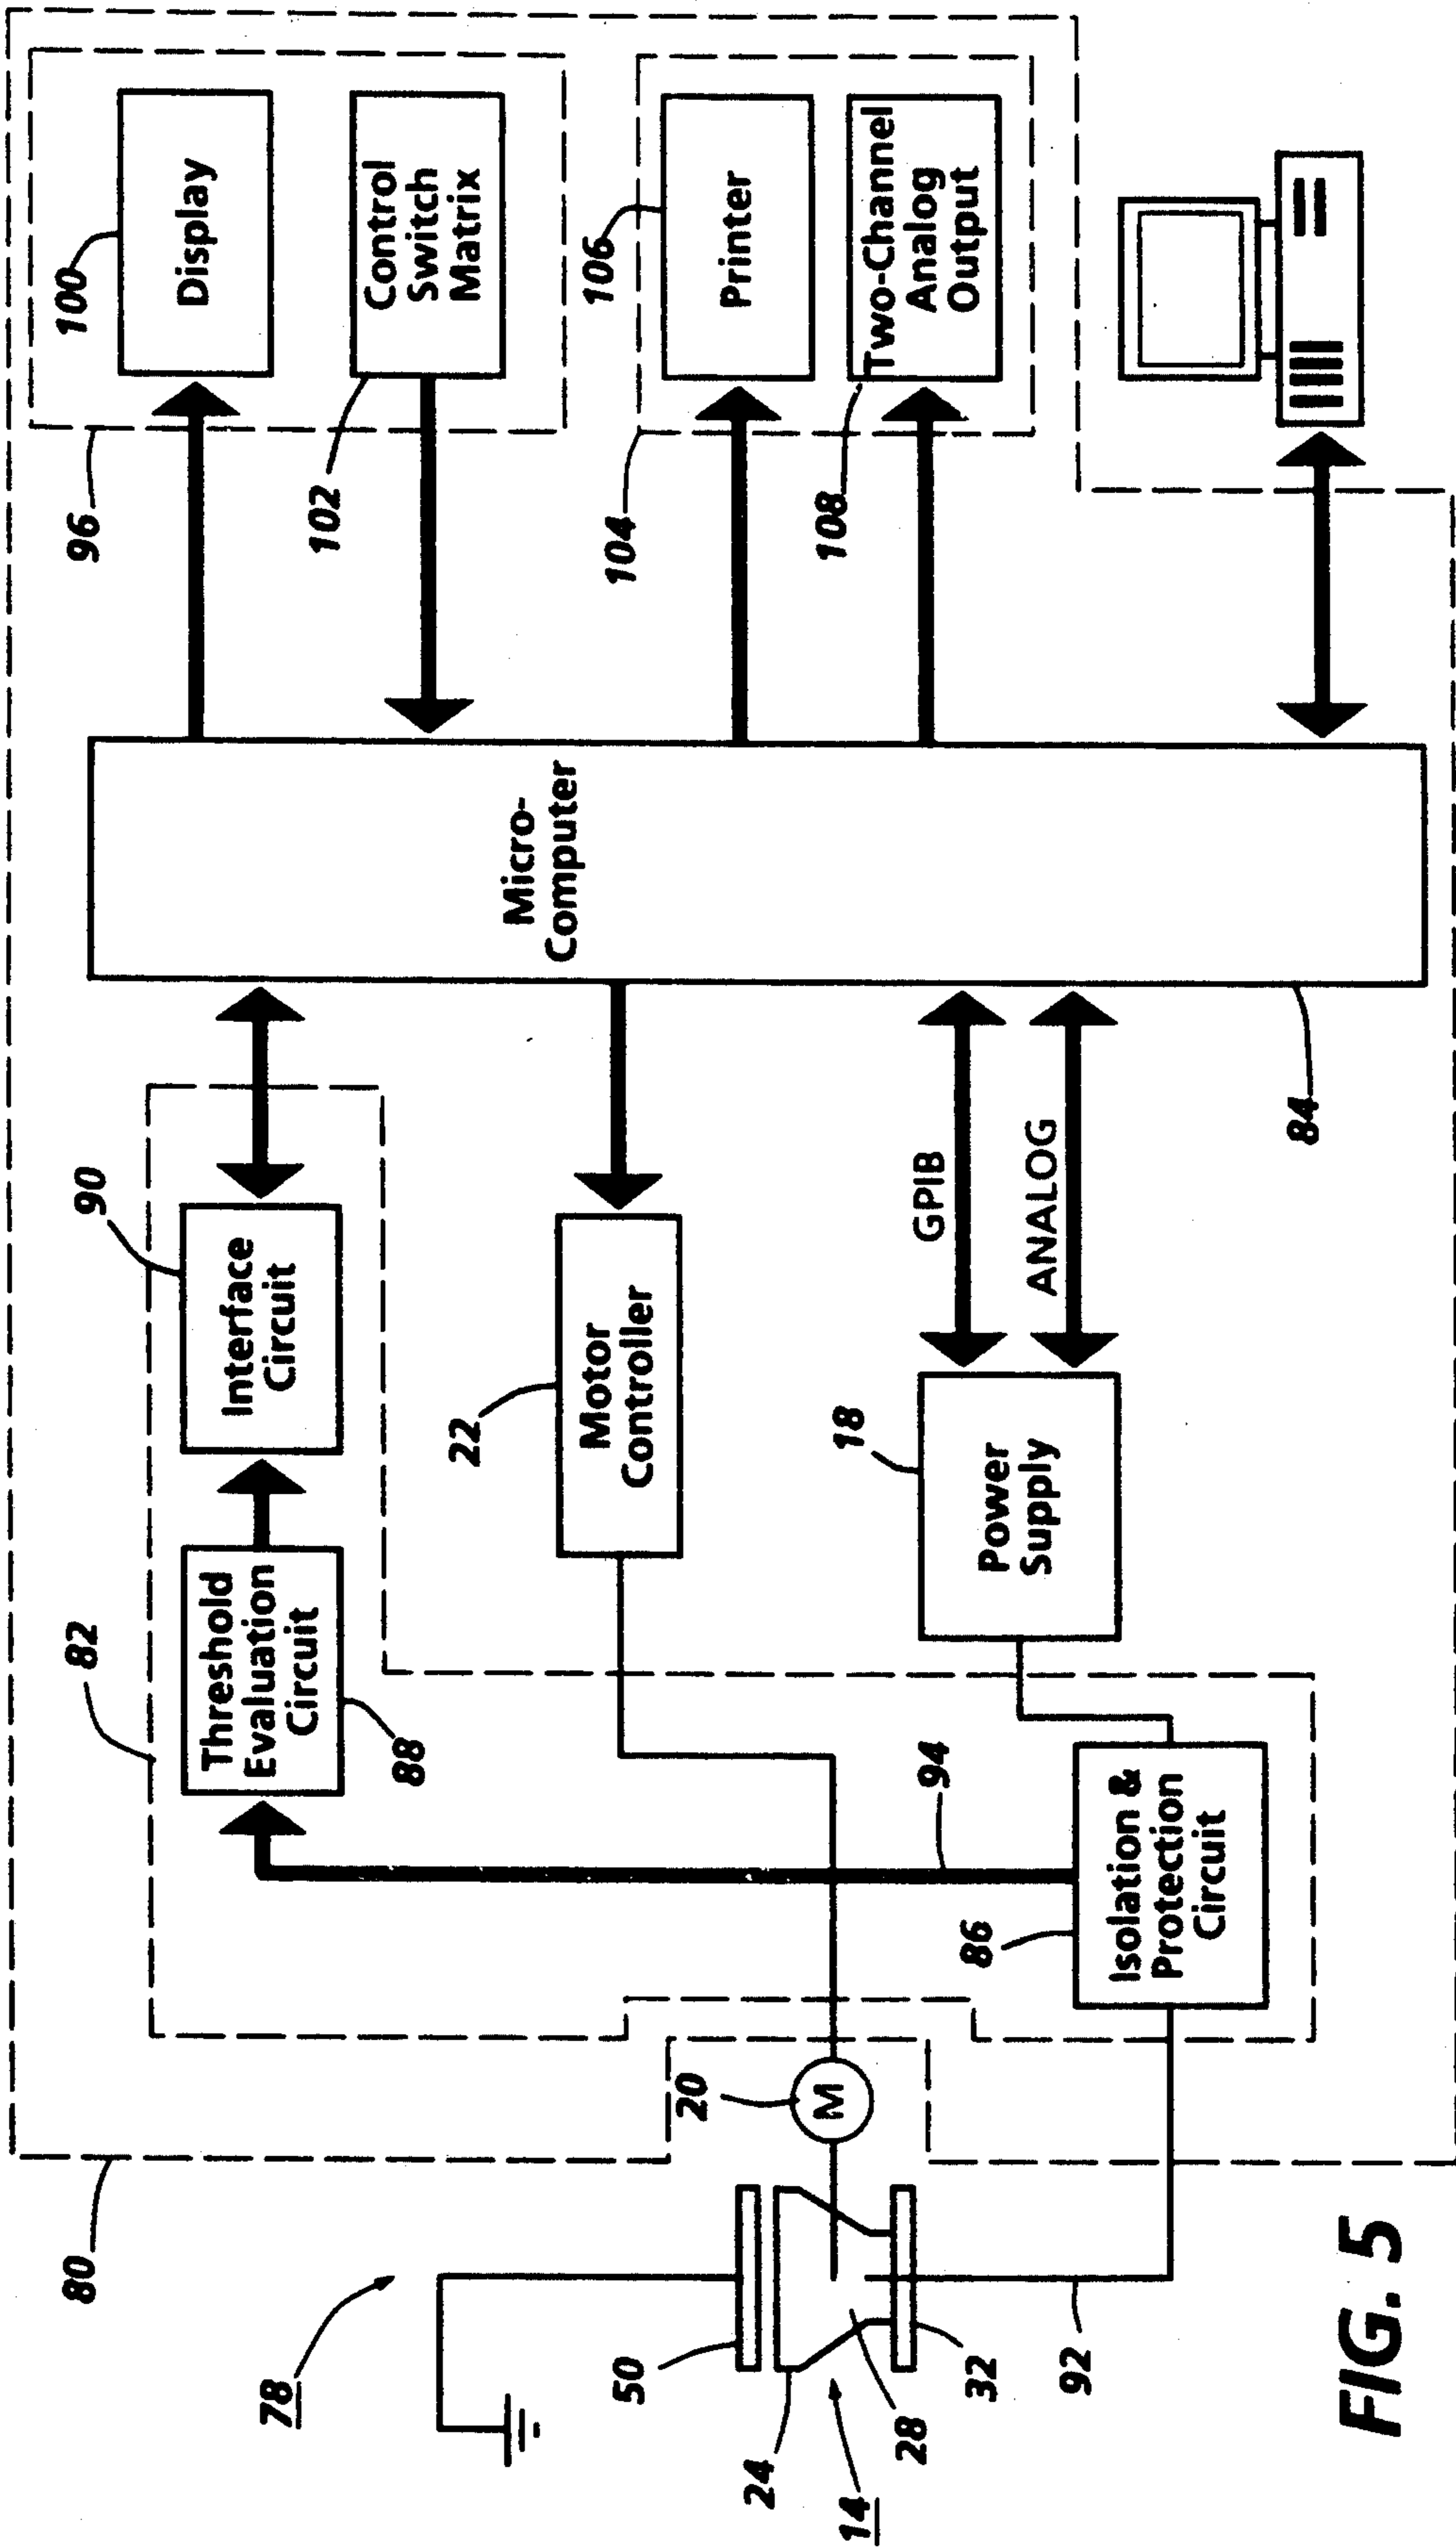 100
Display
96
102
Control
Switch
Matrix
106
Printer
104
108
Two-Channel
Analog
Output
Micro-
Computer
84
90
Interface
Circuit
82
Threshold
Evaluation
Circuit
88
22
Motor
Controller
GPIB
ANALOG
18
Power
Supply
94
86
Isolation &
Protection
Circuit
80
78
20
M
50
24
14
28
32
92
FIG. 5